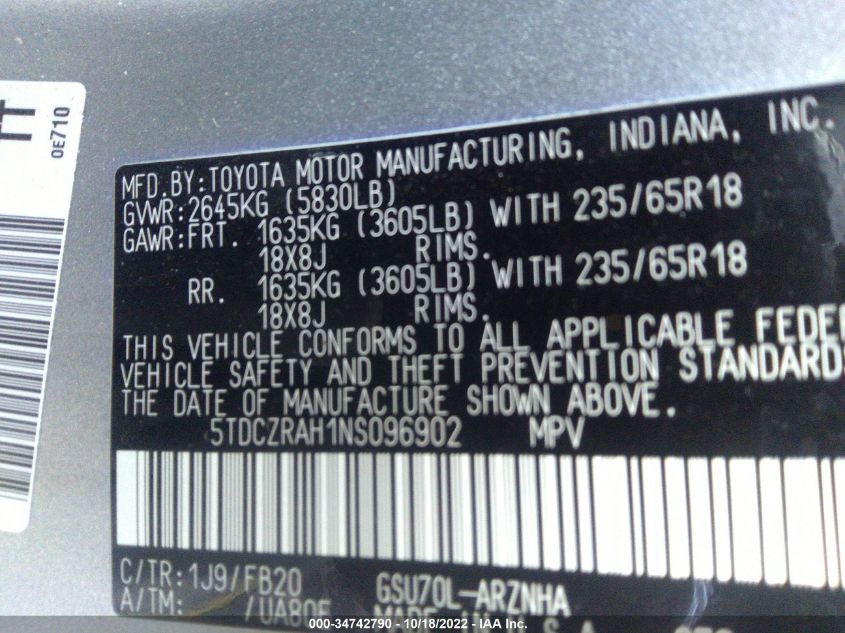 TT
0E710
MFD.BY:TOYOTA MOTOR MANUFACTURING, INDIANA, INC.
GVWR:2645KG (5830LB)
GAWR:FRT. 1635KG (3605LB) WITH 235/65R18
18X8J RIMS.
RR. 1635KG (3605LB) WITH 235/65R18
18X8J RIMS.
THIS VEHICLE CONFORMS TO ALL APPLICABLE FEDER
VEHICLE SAFETY AND THEFT PREVENTION STANDARDS
THE DATE OF MANUFACTURE SHOWN ABOVE.
5TDCZRAH1NS096902 MPV
C/TR:1J9/FB20 GSU70L-ARZNHA
A/TM: /UA80F
000-34742790 - 10/18/2022 - IAA Inc.